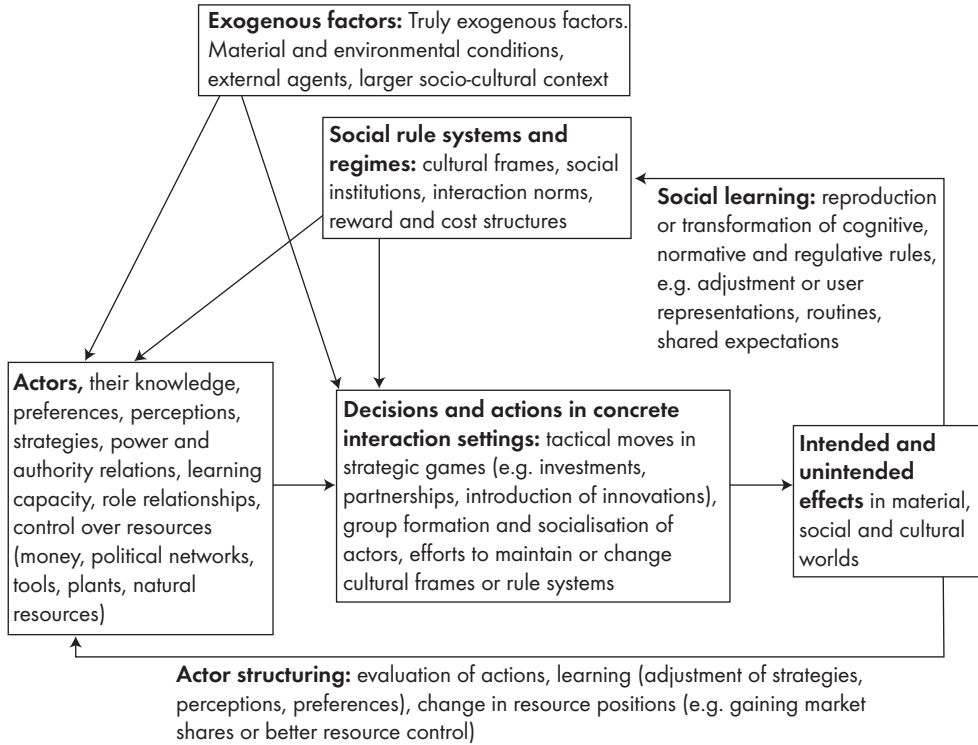 Exogenous factors: Truly exogenous factors.
Material and environmental conditions,
external agents, larger socio-cultural context
Social rule systems and
regimes: cultural frames, social
institutions, interaction norms,
reward and cost structures
Social learning: reproduction
or transformation of cognitive,
normative and regulative rules,
e.g. adjustment or user
representations, routines,
shared expectations
Actors, their knowledge,
preferences, perceptions,
strategies, power and
authority relations, learning
capacity, role relationships,
control over resources
(money, political networks,
tools, plants, natural
resources)
Decisions and actions in concrete
interaction settings: tactical moves in
strategic games (e.g. investments,
partnerships, introduction of innovations),
group formation and socialisation of
actors, efforts to maintain or change
cultural frames or rule systems
Intended and
unintended
effects in material,
social and cultural
worlds
Actor structuring: evaluation of actions, learning (adjustment of strategies,
perceptions, preferences), change in resource positions (e.g. gaining market
shares or better resource control)